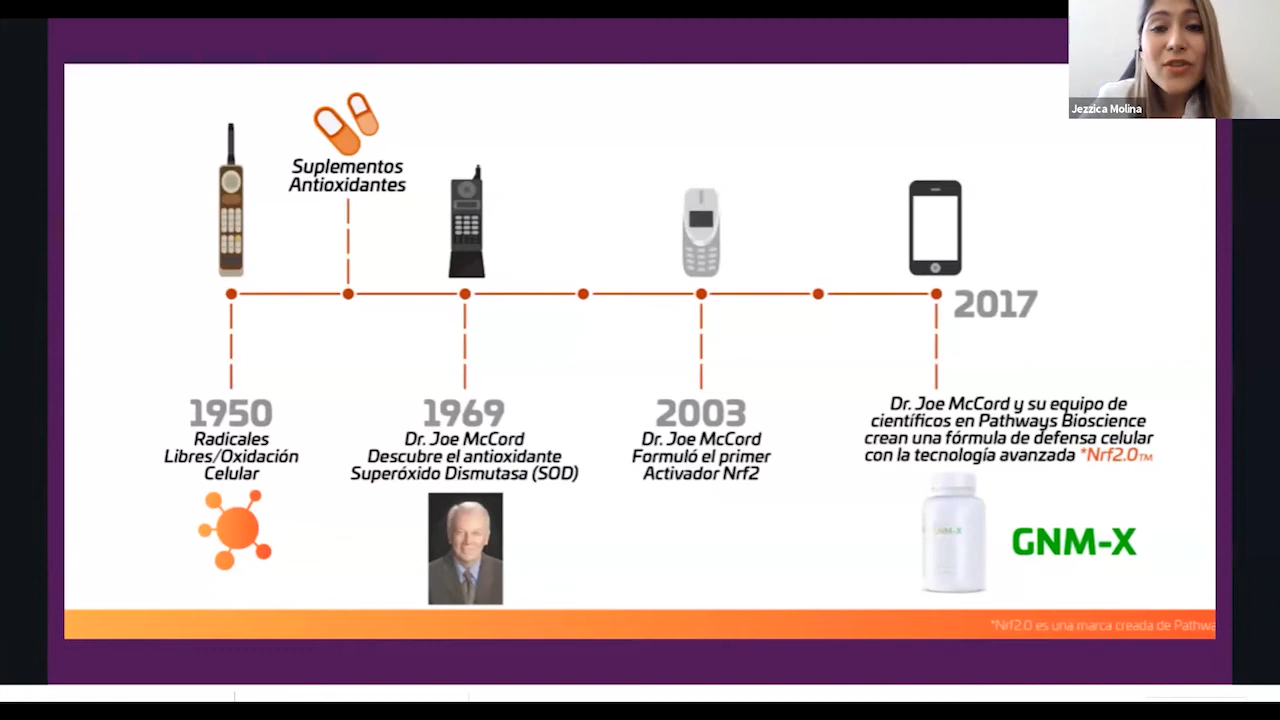 Jezzica Molina
Suplementos
Antioxidantes
2017
1950
Radicales
Libres/Oxidación
Celular
1969
Dr. Joe McCord
Descubre el antioxidante
Superóxido Dismutasa (SOD)
2003
Dr. Joe McCord
Formuló el primer
Activador Nrf2
Dr. Joe McCord y su equipo de
científicos en Pathways Bioscience
crean una fórmula de defensa celular
con la tecnología avanzada *Nrf2.0™
GNM-X
GNM-X
*Nrf2.0 es una marca creada de Pathwa